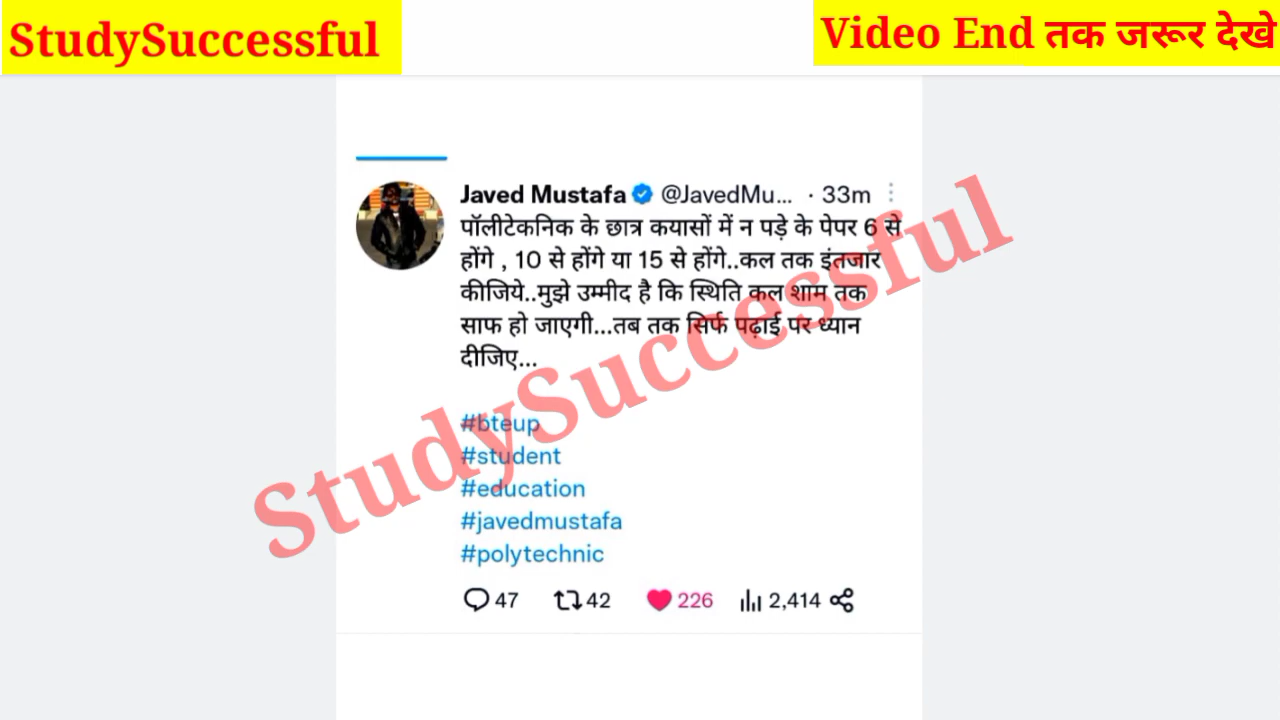 StudySuccessful
Video End तक जरूर देखे
Javed Mustafa @JavedMu... · 33m
पॉलीटेकनिक के छात्र कयासों में न पड़े के पेपर 6 से
होंगे , 10 से होंगे या 15 से होंगे..कल तक इंतजार
कीजिये..मुझे उम्मीद है कि स्थिति कल शाम तक
साफ हो जाएगी...तब तक सिर्फ पढ़ाई पर ध्यान
दीजिए...
#bteup
#student
#education
#javedmustafa
#polytechnic
47 42 226 2,414
StudySuccessful